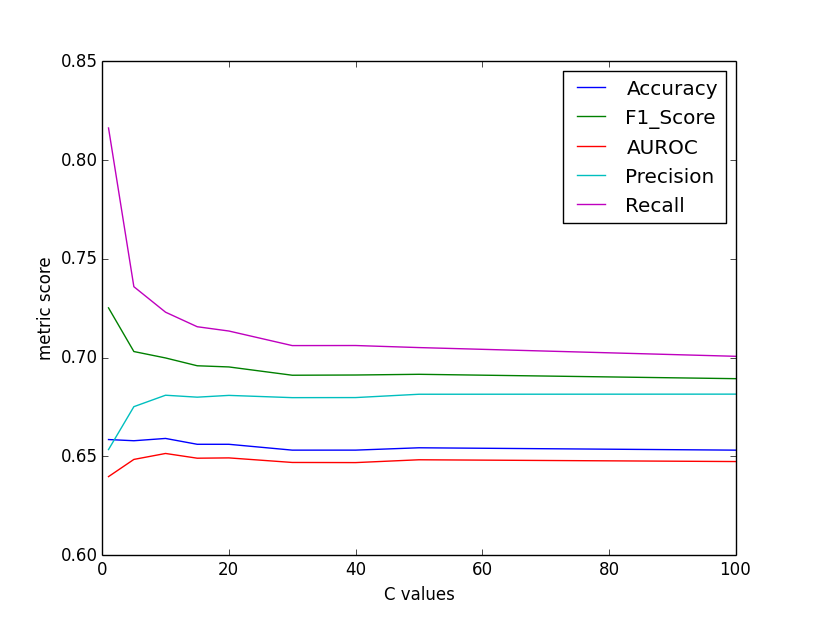 0.85
0.80
0.75
0.70
0.65
0.60
metric score
0
20
40
60
80
100
C values
Accuracy
F1_Score
AUROC
Precision
Recall